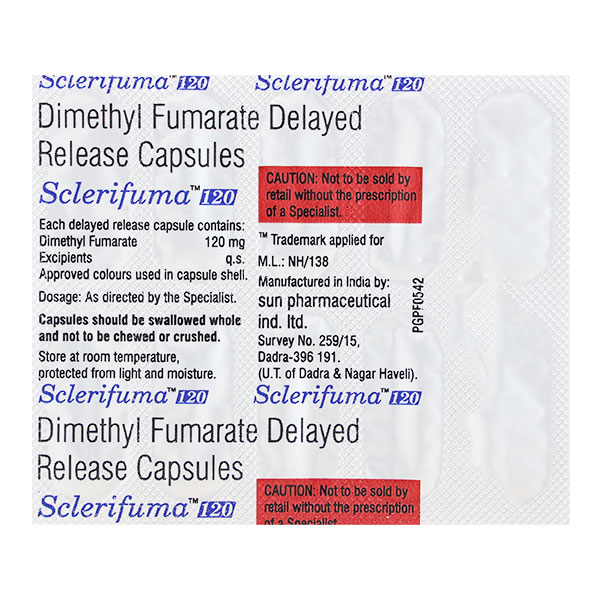 Sclerifuma™ 120
Sclerifuma™ 120
Dimethyl Fumarate Delayed
Release Capsules
Sclerifuma™ 120
Each delayed release capsule contains:
Dimethyl Fumarate 120 mg
Excipients q.s.
Approved colours used in capsule shell.
Dosage: As directed by the Specialist.
Capsules should be swallowed whole
and not to be chewed or crushed.
Store at room temperature,
protected from light and moisture.
CAUTION: Not to be sold by
retail without the prescription
of a Specialist.
™ Trademark applied for
M.L.: NH/138
Manufactured in India by:
sun pharmaceutical
ind. ltd.
Survey No. 259/15,
Dadra-396 191.
(U.T. of Dadra & Nagar Haveli).
PGPF0542
Sclerifuma™ 120
Sclerifuma™ 120
Dimethyl Fumarate Delayed
Release Capsules
Sclerifuma™ 120
CAUTION: Not to be sold by
retail without the prescription
of a Specialist.